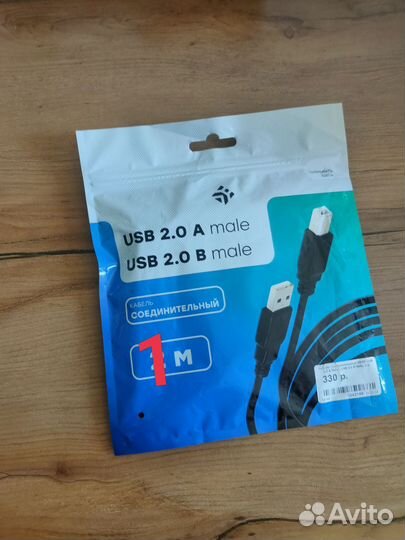 USB 2.0 A male
USB 2.0 B male
КАБЕЛЬ
СОЕДИНИТЕЛЬНЫЙ
1 М
330 р.
Avito